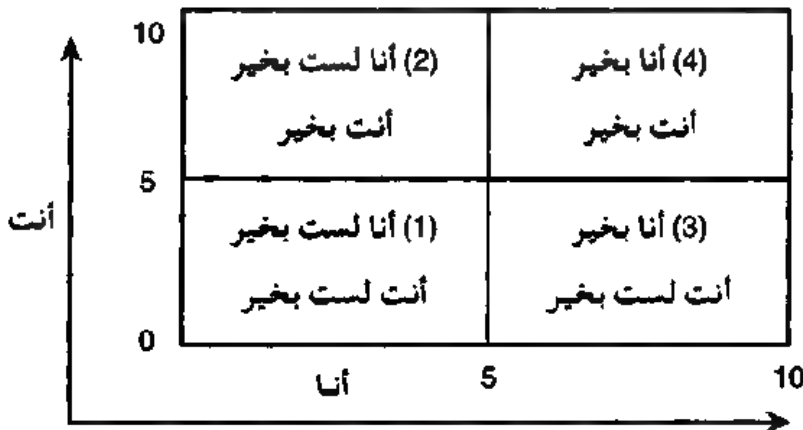 10
(2) أنا لست بخير
أنت بخير
(4) أنا بخير
أنت بخير
5
أنت
(1) أنا لست بخير
أنت لست بخير
(3) أنا بخير
أنت لست بخير
0
أنا
5
10